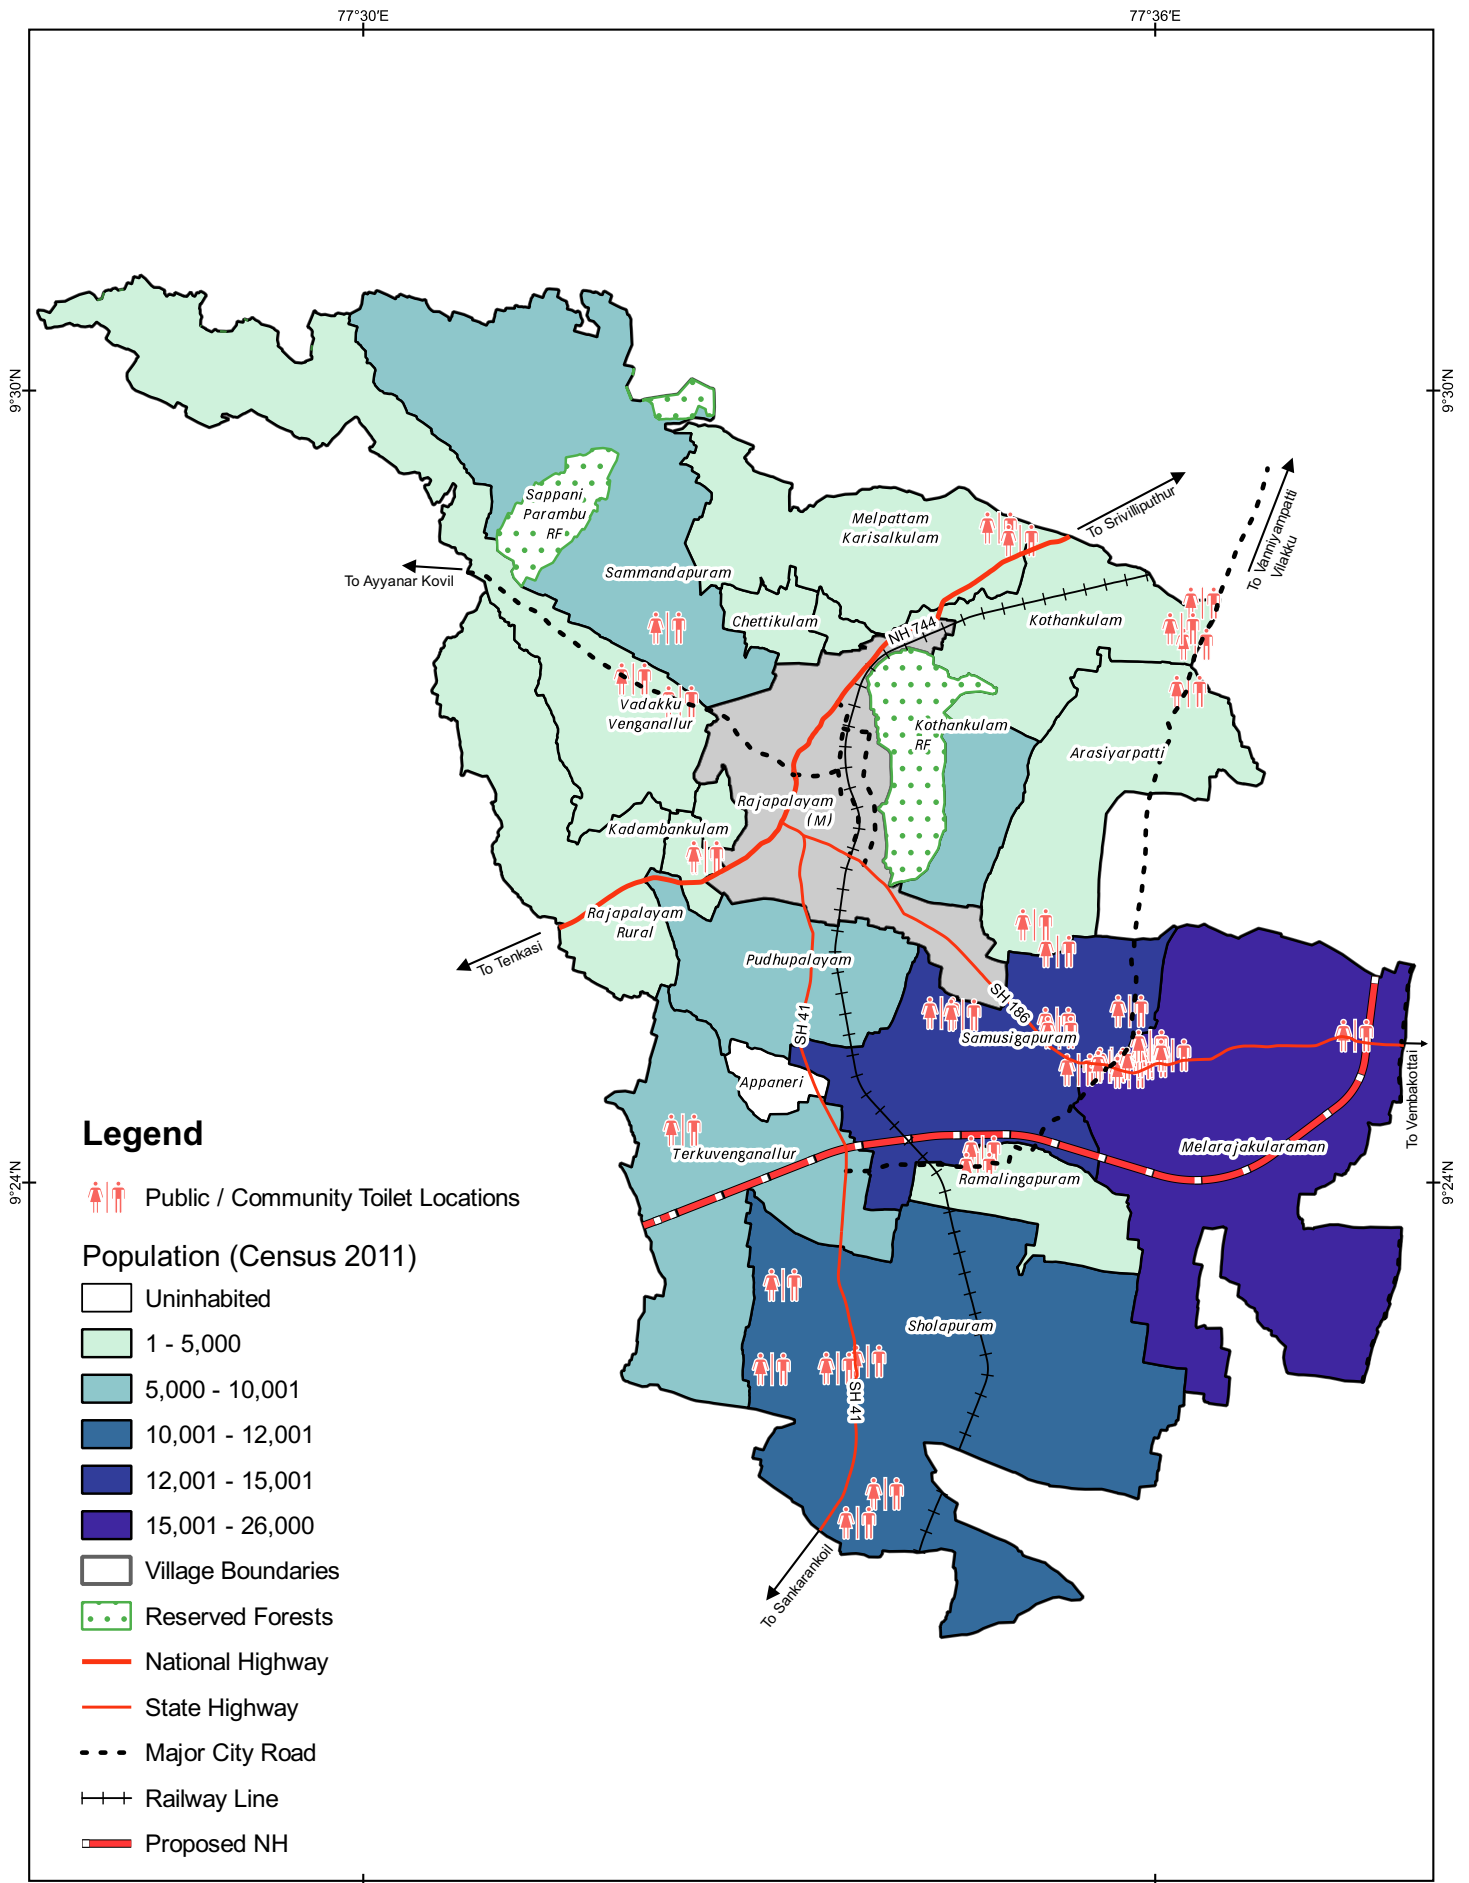 77°30'E
77°36'E
9°30'N
9°30'N
Sappani
Parambu
RF
Melpattam
Karisalkulam
To Srivilliputhur
To Vanniyampatti
Vilakku
To Ayyanar Kovil
Sammandapuram
Chettikulam
NH 744
Kothankulam
Vadakku
Venganallur
Kothankulam
RF
Arasiyarpatti
Rajapalayam
(M)
Kadambankulam
Rajapalayam
Rural
To Tenkasi
Pudhupalayam
SH 41
SH 186
Samusigapuram
To Vembakottai
Appaneri
Terkuvenganallur
Melarajakularaman
Ramalingapuram
9°24'N
9°24'N
Sholapuram
SH 41
To Sankarankoil
Legend
Public / Community Toilet Locations
Population (Census 2011)
Uninhabited
1 - 5,000
5,000 - 10,001
10,001 - 12,001
12,001 - 15,001
15,001 - 26,000
Village Boundaries
Reserved Forests
National Highway
State Highway
Major City Road
Railway Line
Proposed NH